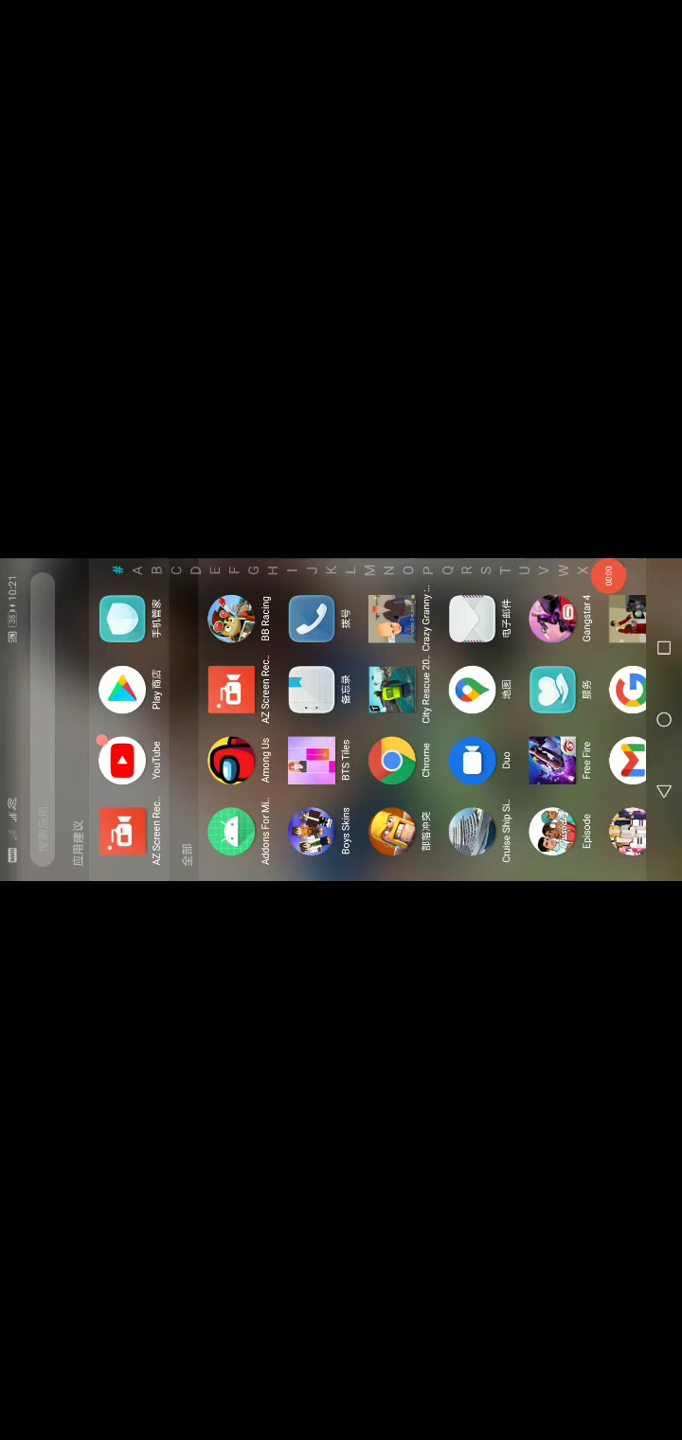 38 10:21
搜索应用
应用建议
AZ Screen Rec.. YouTube Play 商店 手机管家
全部
Addons For Mi.. Among Us AZ Screen Rec.. BB Racing
Boys Skins BTS Tiles 备忘录 拨号
部落冲突 Chrome City Rescue 20.. Crazy Granny :..
Cruise Ship Si.. Duo 地图 电子邮件
Episode Free Fire 服务 Gangstar 4
#
A
B
C
D
E
F
G
H
I
J
K
L
M
N
O
P
Q
R
S
T
U
V
W
X
00:00